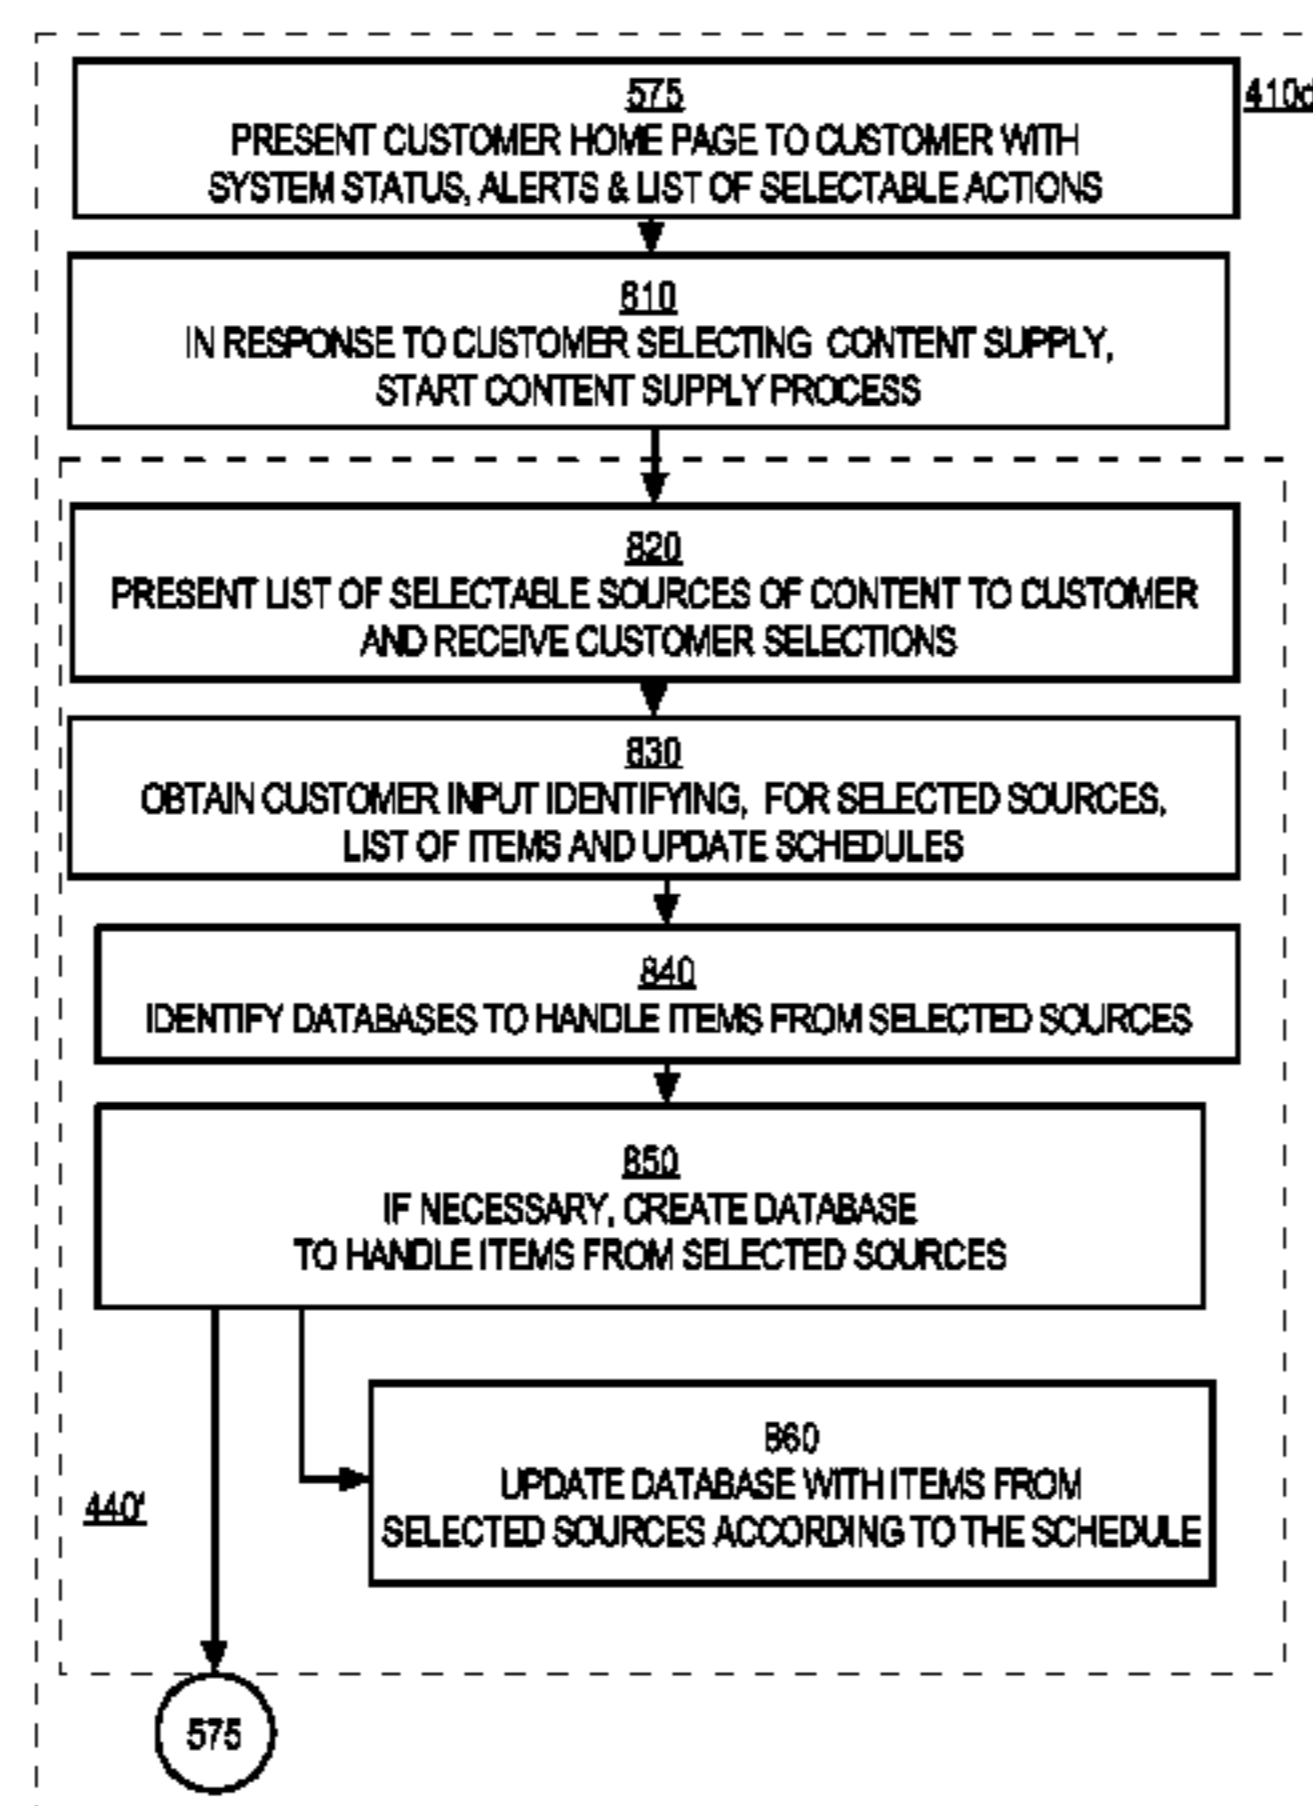 575
410d
PRESENT CUSTOMER HOME PAGE TO CUSTOMER WITH
SYSTEM STATUS, ALERTS & LIST OF SELECTABLE ACTIONS
810
IN RESPONSE TO CUSTOMER SELECTING CONTENT SUPPLY,
START CONTENT SUPPLY PROCESS
820
PRESENT LIST OF SELECTABLE SOURCES OF CONTENT TO CUSTOMER
AND RECEIVE CUSTOMER SELECTIONS
830
OBTAIN CUSTOMER INPUT IDENTIFYING, FOR SELECTED SOURCES,
LIST OF ITEMS AND UPDATE SCHEDULES
840
IDENTIFY DATABASES TO HANDLE ITEMS FROM SELECTED SOURCES
850
IF NECESSARY, CREATE DATABASE
TO HANDLE ITEMS FROM SELECTED SOURCES
860
UPDATE DATABASE WITH ITEMS FROM
SELECTED SOURCES ACCORDING TO THE SCHEDULE
440'
575